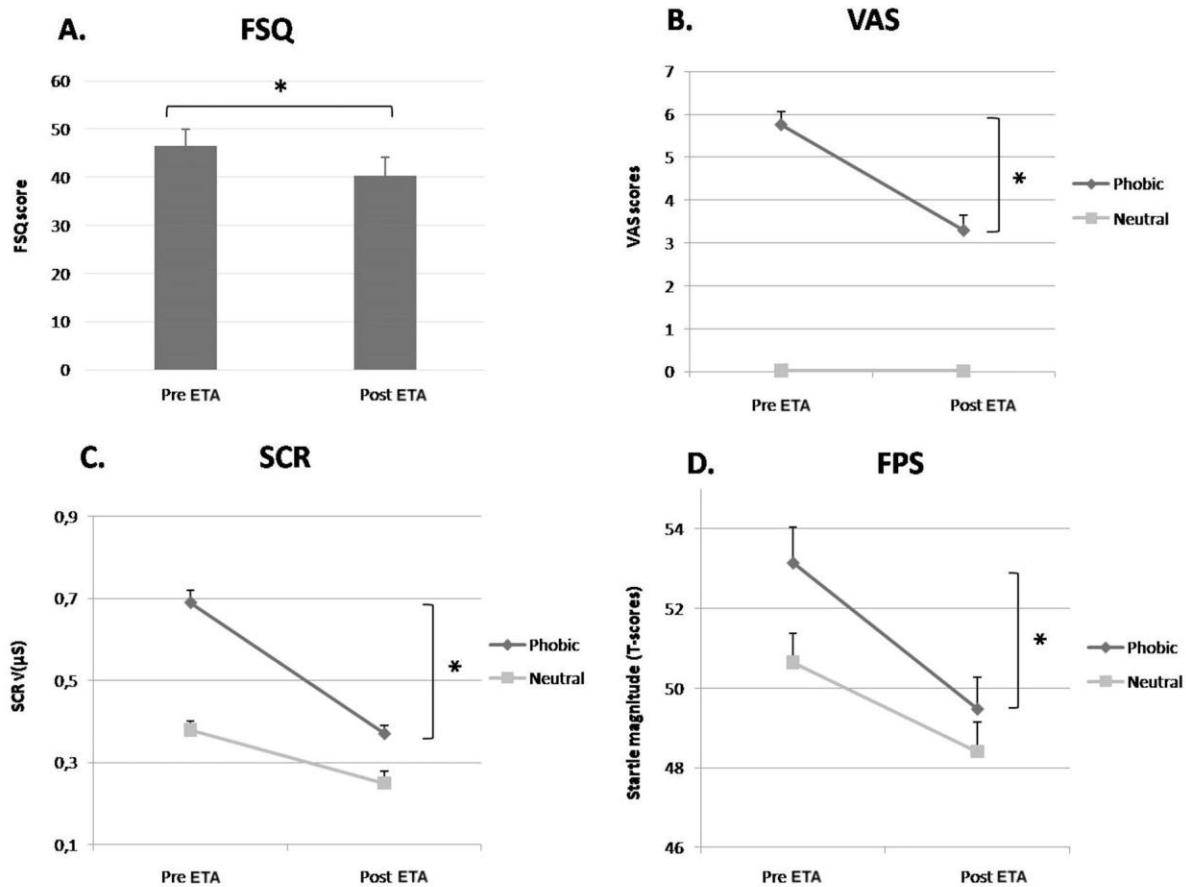 A. FSQ
*
60
50
40
30
20
10
0
FSQ score
Pre ETA Post ETA
B. VAS
7
6
5
4
3
2
1
0
VAS scores
*
Phobic
Neutral
Pre ETA Post ETA
C. SCR
0,9
0,7
0,5
0,3
0,1
SCR √(µS)
*
Phobic
Neutral
Pre ETA Post ETA
D. FPS
54
52
50
48
46
Startle magnitude (T-scores)
*
Phobic
Neutral
Pre ETA Post ETA